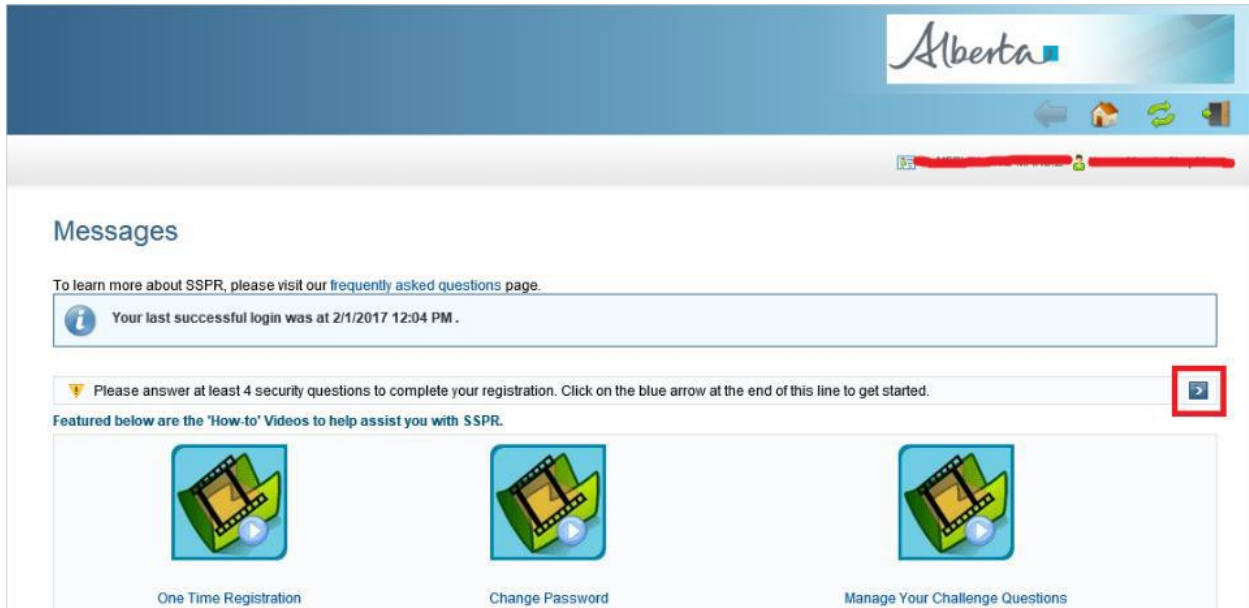 Alberta
Messages
To learn more about SSPR, please visit our frequently asked questions page.
Your last successful login was at 2/1/2017 12:04 PM .
Please answer at least 4 security questions to complete your registration. Click on the blue arrow at the end of this line to get started.
Featured below are the 'How-to' Videos to help assist you with SSPR.
One Time Registration
Change Password
Manage Your Challenge Questions